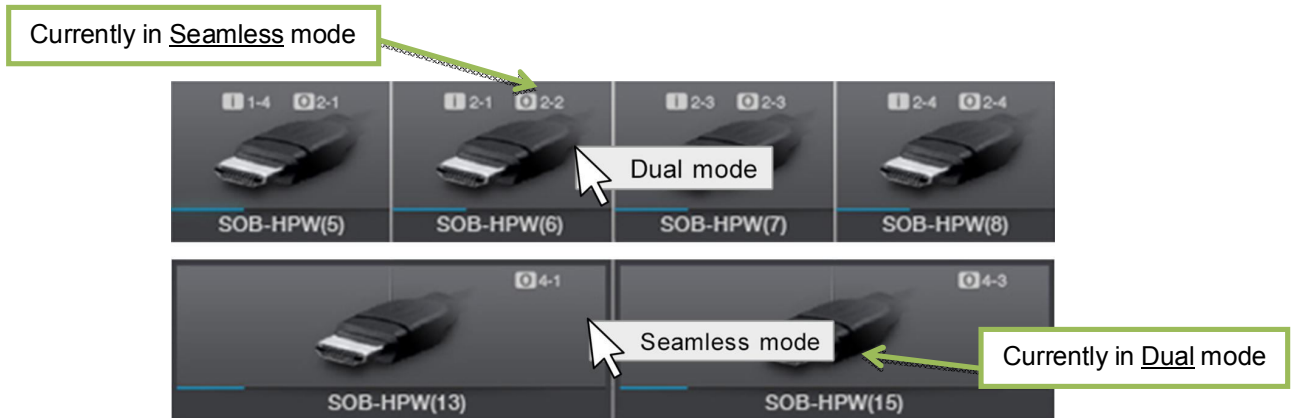 Currently in Seamless mode
I 1-4 O 2-1 I 2-1 O 2-2 I 2-3 O 2-3 I 2-4 O 2-4
Dual mode
SOB-HPW(5) SOB-HPW(6) SOB-HPW(7) SOB-HPW(8)
O 4-1 O 4-3
Seamless mode
Currently in Dual mode
SOB-HPW(13) SOB-HPW(15)